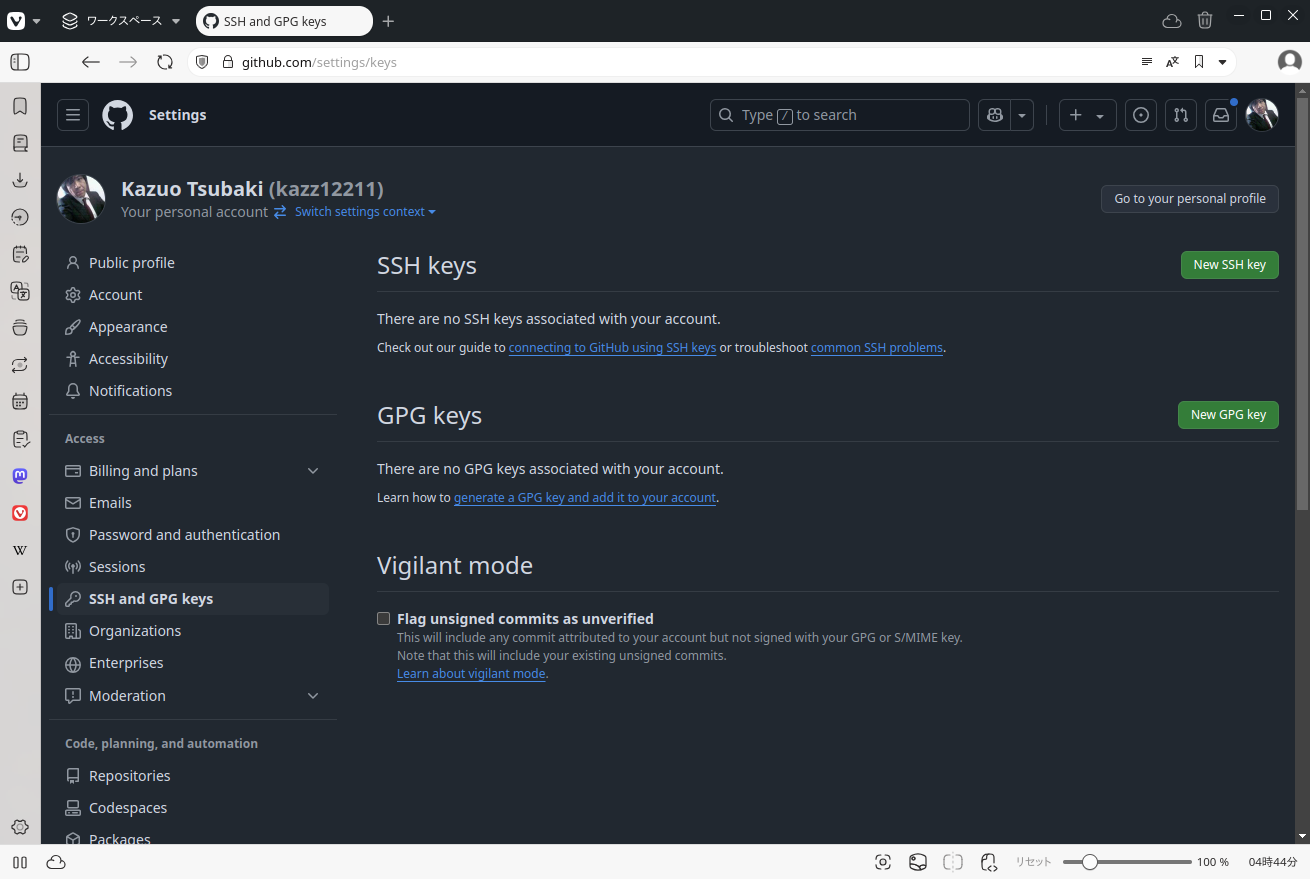 ワークスペース
SSH and GPG keys
github.com/settings/keys
Settings
Type / to search
Kazuo Tsubaki (kazz12211)
Your personal account Switch settings context
Go to your personal profile
Public profile
Account
Appearance
Accessibility
Notifications
Access
Billing and plans
Emails
Password and authentication
Sessions
SSH and GPG keys
Organizations
Enterprises
Moderation
Code, planning, and automation
Repositories
Codespaces
Packages
SSH keys
New SSH key
There are no SSH keys associated with your account.
Check out our guide to connecting to GitHub using SSH keys or troubleshoot common SSH problems.
GPG keys
New GPG key
There are no GPG keys associated with your account.
Learn how to generate a GPG key and add it to your account.
Vigilant mode
Flag unsigned commits as unverified
This will include any commit attributed to your account but not signed with your GPG or S/MIME key.
Note that this will include your existing unsigned commits.
Learn about vigilant mode.
リセット
100 %
04時44分